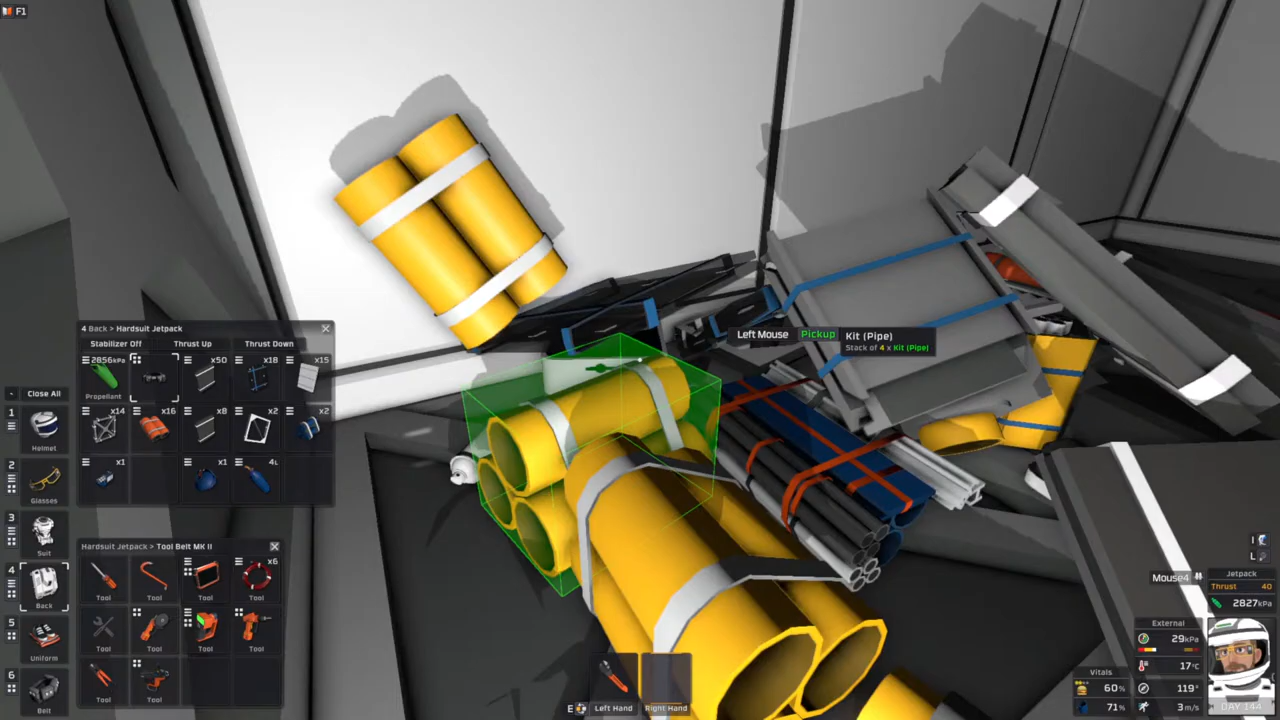 F1
Left Mouse Pickup Kit (Pipe)
Stack of 4 x Kit (Pipe)
4 Back > Hardsuit Jetpack
Stabilizer Off Thrust Up Thrust Down
2856kPa x50 x18 x15
Propellant
x14 x16 x8 x2 x2
x1 x1 4L
Close All
1
Helmet
2
Glasses
3
Suit
4
Back
5
Uniform
6
Belt
Hardsuit Jetpack > Tool Belt MK II
x6
Tool Tool Tool Tool
Tool Tool Tool Tool
Tool Tool
E Left Hand Right Hand
I
L
Mouse4
Jetpack
Thrust 40
2827kPa
External
29kPa
17°C
119°
3m/s
Vitals
60%
71%
DAY 144